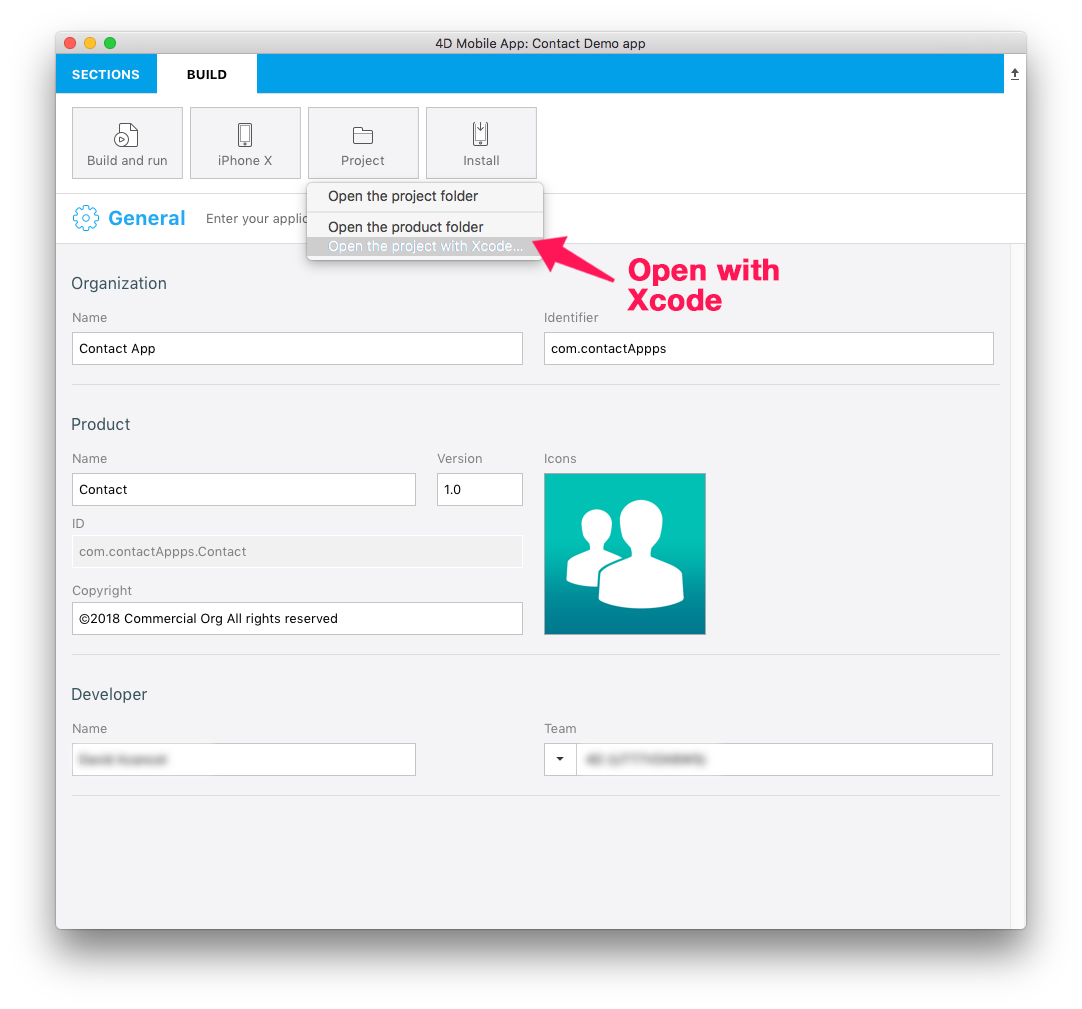 4D Mobile App: Contact Demo app
SECTIONS
BUILD
Build and run
iPhone X
Project
Install
Open the project folder
Open the product folder
Open the project with Xcode...
General
Enter your applic
Open with
Xcode
Organization
Name
Identifier
Contact App
com.contactAppps
Product
Name
Version
Icons
Contact
1.0
ID
com.contactAppps.Contact
Copyright
©2018 Commercial Org All rights reserved
Developer
Name
Team